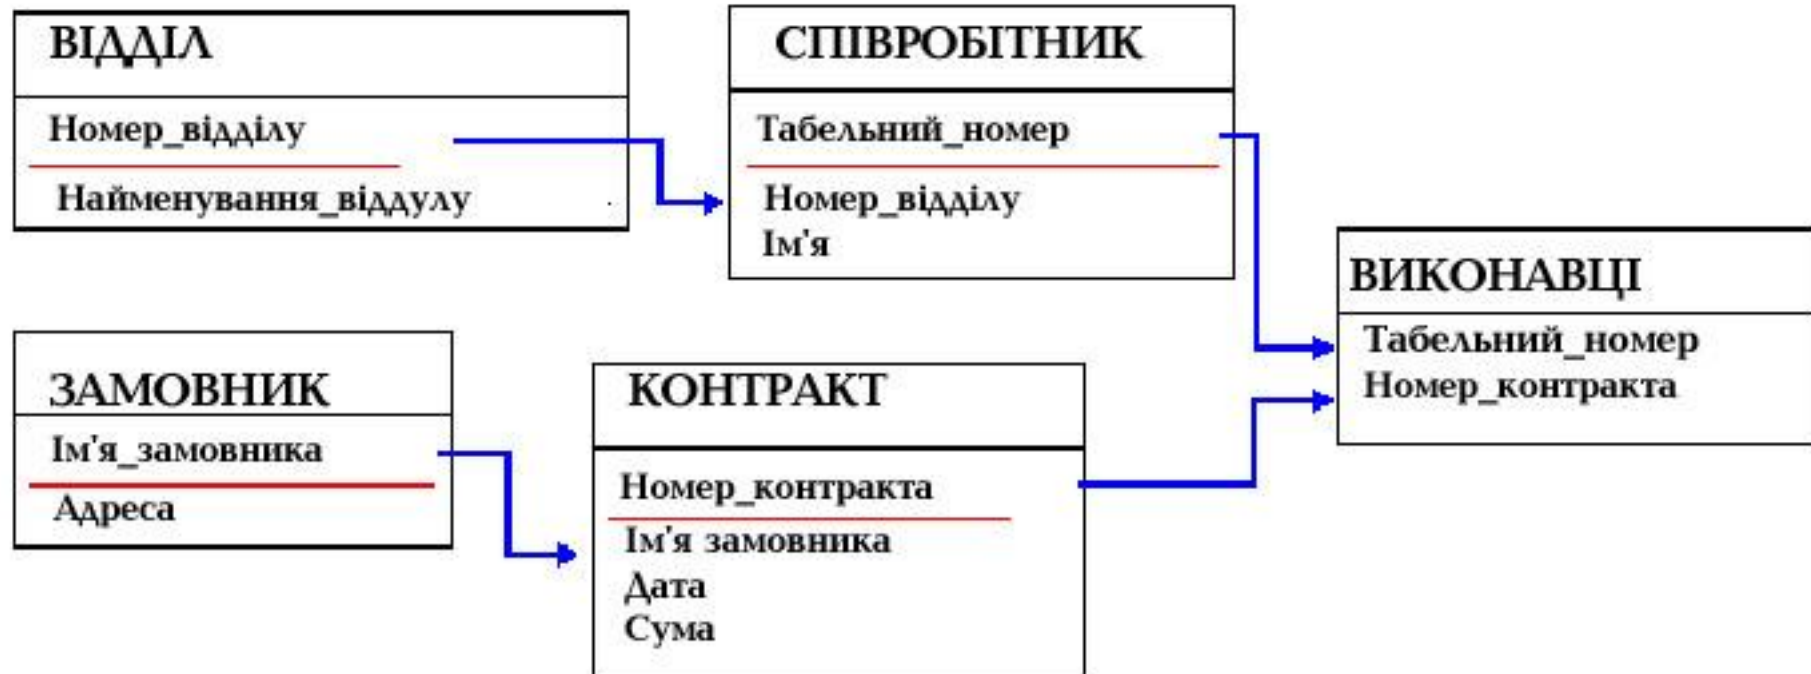 ВІДДІЛ
Номер_відділу
Найменування_віддулу
СПІВРОБІТНИК
Табельний_номер
Номер_відділу
Ім'я
ВИКОНАВЦІ
Табельний_номер
Номер_контракта
ЗАМОВНИК
Ім'я_замовника
Адреса
КОНТРАКТ
Номер_контракта
Ім'я замовника
Дата
Сума